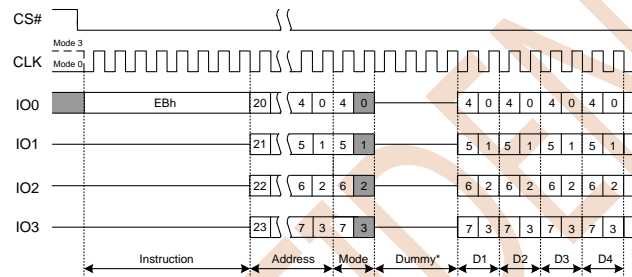 CS#
Mode 3
CLK
Mode 0
IO0 EBh 20 4 0 4 0 4 0 4 0 4 0 4 0
IO1 21 5 1 5 1 5 1 5 1 5 1 5 1
IO2 22 6 2 6 2 6 2 6 2 6 2 6 2
IO3 23 7 3 7 3 7 3 7 3 7 3 7 3
Instruction Address Mode Dummy* D1 D2 D3 D4